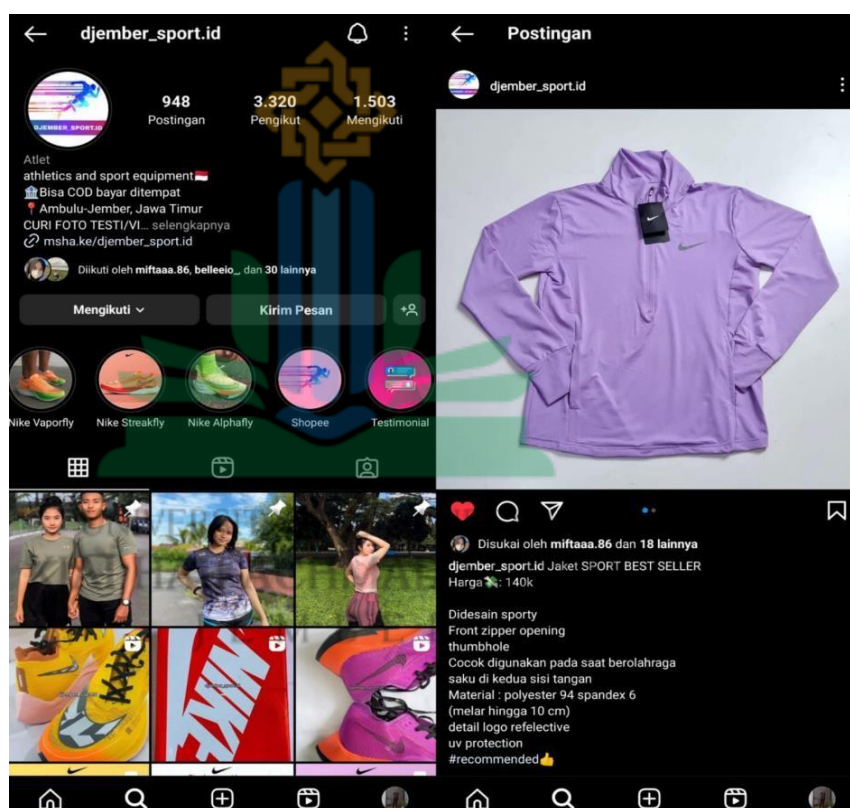 djember_sport.id
948
3.320
1.503
Postingan
Pengikut
Mengikuti
DJEMBER_SPORT.ID
Atlet
athletics and sport equipment🇮🇩
🏦Bisa COD bayar ditempat
📍Ambulu-Jember, Jawa Timur
CURI FOTO TESTI/VI... selengkapnya
msha.ke/djember_sport.id
Diikuti oleh miftaaa.86, belleeio_, dan 30 lainnya
Mengikuti
Kirim Pesan
Nike Vaporfly
Nike Streakfly
Nike Alphafly
Shopee
Testimonial
NIKE
Postingan
djember_sport.id
Disukai oleh miftaaa.86 dan 18 lainnya
djember_sport.id Jaket SPORT BEST SELLER
Harga💸: 140k
Didesain sporty
Front zipper opening
thumbhole
Cocok digunakan pada saat berolahraga
saku di kedua sisi tangan
Material : polyester 94 spandex 6
(melar hingga 10 cm)
detail logo refelective
uv protection
#recommended👍